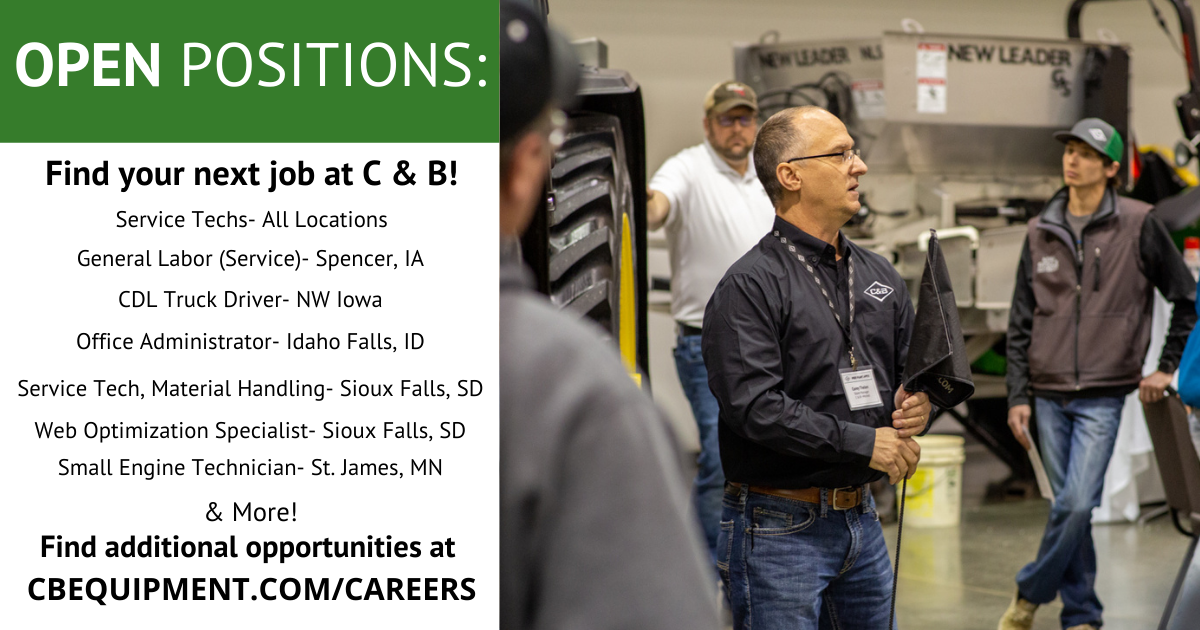 OPEN POSITIONS:
Find your next job at C & B!
Service Techs- All Locations
General Labor (Service)- Spencer, IA
CDL Truck Driver- NW Iowa
Office Administrator- Idaho Falls, ID
Service Tech, Material Handling- Sioux Falls, SD
Web Optimization Specialist- Sioux Falls, SD
Small Engine Technician- St. James, MN
& More!
Find additional opportunities at
CBEQUIPMENT.COM/CAREERS
NEW LEADER NL5
NEW LEADER
C&B
.COM